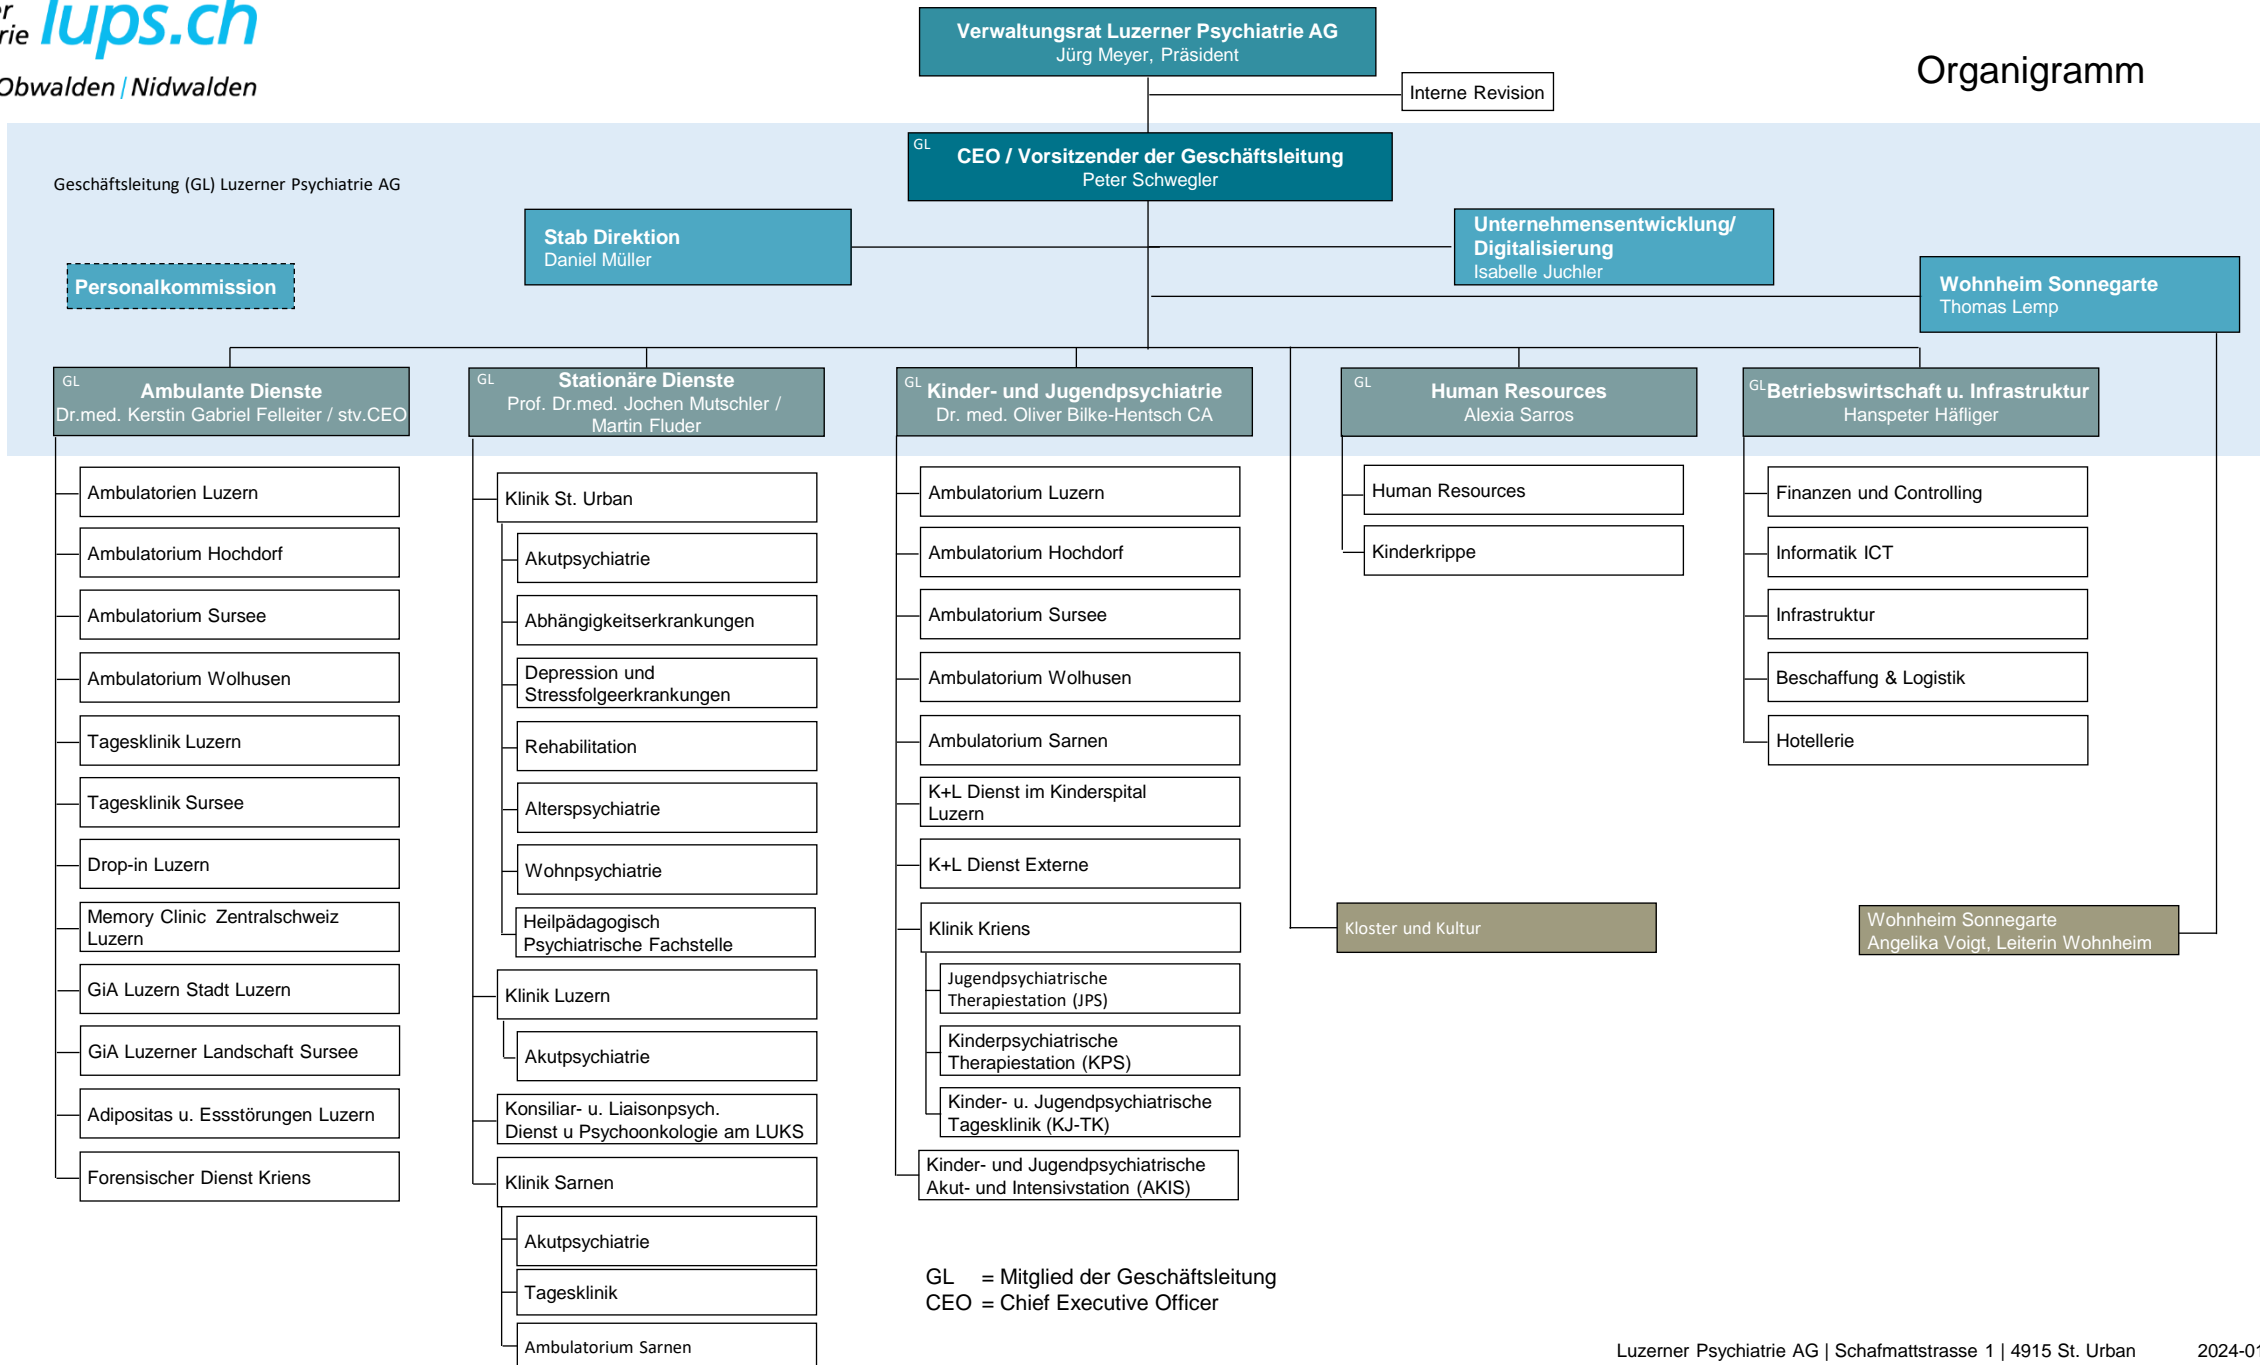 lups.ch
Obwalden | Nidwalden
Organigramm
Verwaltungsrat Luzerner Psychiatrie AG
Jürg Meyer, Präsident
Interne Revision
GL
CEO / Vorsitzender der Geschäftsleitung
Peter Schwegler
Geschäftsleitung (GL) Luzerner Psychiatrie AG
Stab Direktion
Daniel Müller
Unternehmensentwicklung/
Digitalisierung
Isabelle Juchler
Personalkommission
Wohnheim Sonnegarte
Thomas Lemp
GL
Ambulante Dienste
Dr.med. Kerstin Gabriel Felleiter / stv.CEO
GL
Stationäre Dienste
Prof. Dr.med. Jochen Mutschler /
Martin Fluder
GL
Kinder- und Jugendpsychiatrie
Dr. med. Oliver Bilke-Hentsch CA
GL
Human Resources
Alexia Sarros
GL
Betriebswirtschaft u. Infrastruktur
Hanspeter Häfliger
Ambulatorien Luzern
Ambulatorium Hochdorf
Ambulatorium Sursee
Ambulatorium Wolhusen
Tagesklinik Luzern
Tagesklinik Sursee
Drop-in Luzern
Memory Clinic Zentralschweiz
Luzern
GiA Luzern Stadt Luzern
GiA Luzerner Landschaft Sursee
Adipositas u. Essstörungen Luzern
Forensischer Dienst Kriens
Klinik St. Urban
Akutpsychiatrie
Abhängigkeitserkrankungen
Depression und
Stressfolgeerkrankungen
Rehabilitation
Alterspsychiatrie
Wohnpsychiatrie
Heilpädagogisch
Psychiatrische Fachstelle
Klinik Luzern
Akutpsychiatrie
Konsiliar- u. Liaisonpsych.
Dienst u Psychoonkologie am LUKS
Klinik Sarnen
Akutpsychiatrie
Tagesklinik
Ambulatorium Sarnen
Ambulatorium Luzern
Ambulatorium Hochdorf
Ambulatorium Sursee
Ambulatorium Wolhusen
Ambulatorium Sarnen
K+L Dienst im Kinderspital
Luzern
K+L Dienst Externe
Klinik Kriens
Jugendpsychiatrische
Therapiestation (JPS)
Kinderpsychiatrische
Therapiestation (KPS)
Kinder- u. Jugendpsychiatrische
Tagesklinik (KJ-TK)
Kinder- und Jugendpsychiatrische
Akut- und Intensivstation (AKIS)
Human Resources
Kinderkrippe
Finanzen und Controlling
Informatik ICT
Infrastruktur
Beschaffung & Logistik
Hotellerie
Kloster und Kultur
Wohnheim Sonnegarte
Angelika Voigt, Leiterin Wohnheim
GL = Mitglied der Geschäftsleitung
CEO = Chief Executive Officer
Luzerner Psychiatrie AG | Schafmattstrasse 1 | 4915 St. Urban 2024-01